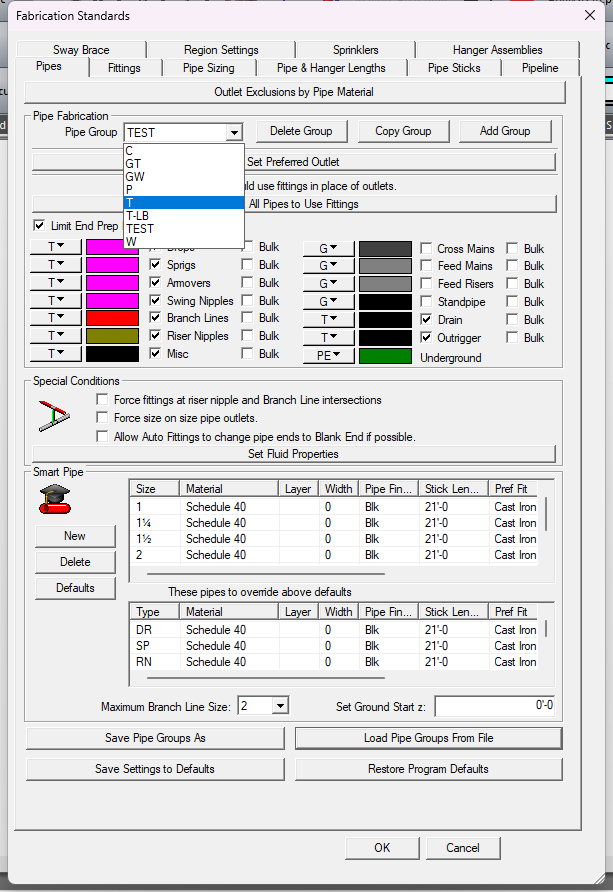 Fabrication Standards
Sway Brace Region Settings Sprinklers Hanger Assemblies
Pipes Fittings Pipe Sizing Pipe & Hanger Lengths Pipe Sticks Pipeline
Outlet Exclusions by Pipe Material
Pipe Fabrication
Pipe Group TEST Delete Group Copy Group Add Group
C
GT
GW
P
T
T-LB
TEST
W
Set Preferred Outlet
use fittings in place of outlets.
All Pipes to Use Fittings
Limit End Prep
T Bulk G Cross Mains Bulk
T Sprigs Bulk G Feed Mains Bulk
T Armovers Bulk G Feed Risers Bulk
T Swing Nipples Bulk G Standpipe Bulk
T Branch Lines Bulk T Drain Bulk
T Riser Nipples Bulk T Outrigger Bulk
T Misc Bulk PE Underground
Special Conditions
Force fittings at riser nipple and Branch Line intersections
Force size on size pipe outlets.
Allow Auto Fittings to change pipe ends to Blank End if possible.
Set Fluid Properties
Smart Pipe
New
Delete
Defaults
Size Material Layer Width Pipe Fin... Stick Len... Pref Fit
1 Schedule 40 0 Blk 21'-0 Cast Iron
1¼ Schedule 40 0 Blk 21'-0 Cast Iron
1½ Schedule 40 0 Blk 21'-0 Cast Iron
2 Schedule 40 0 Blk 21'-0 Cast Iron
These pipes to override above defaults
Type Material Layer Width Pipe Fin... Stick Len... Pref Fit
DR Schedule 40 0 Blk 21'-0 Cast Iron
SP Schedule 40 0 Blk 21'-0 Cast Iron
RN Schedule 40 0 Blk 21'-0 Cast Iron
Maximum Branch Line Size: 2 Set Ground Start z: 0'-0
Save Pipe Groups As Load Pipe Groups From File
Save Settings to Defaults Restore Program Defaults
OK Cancel